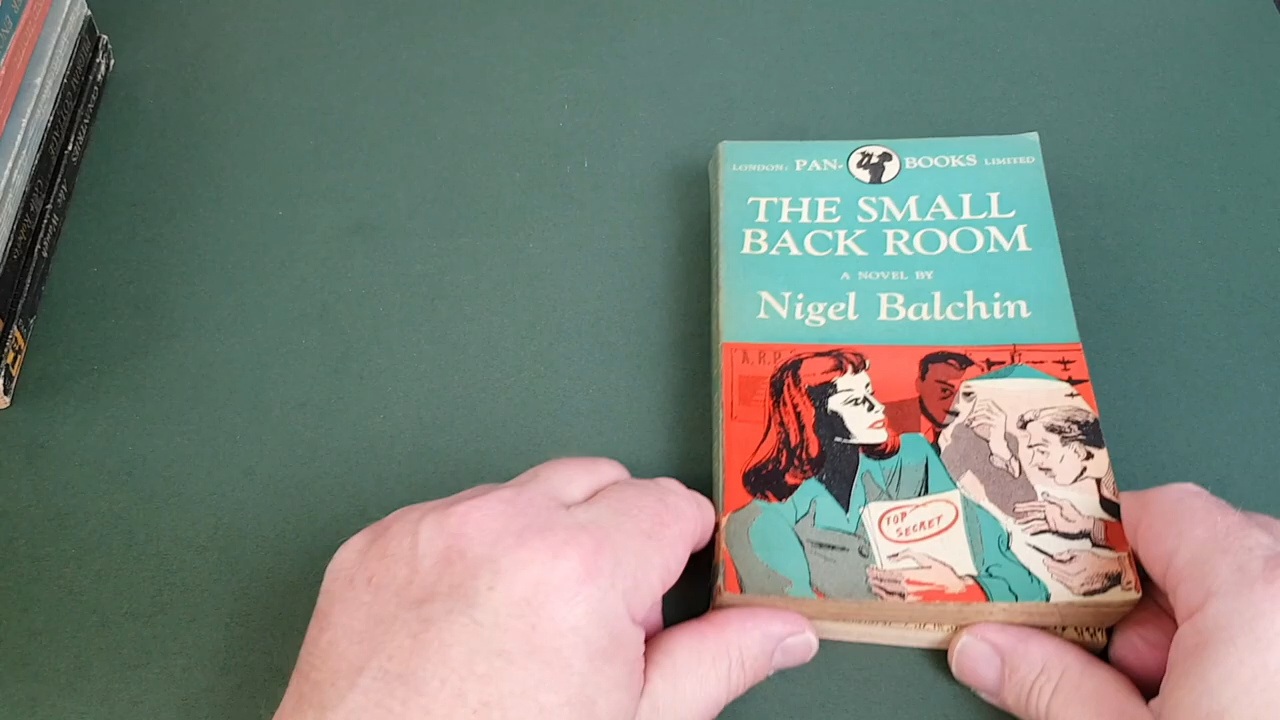 LONDON: PAN- BOOKS LIMITED
THE SMALL
BACK ROOM
A NOVEL BY
Nigel Balchin
A.R.P.
TOP
SECRET